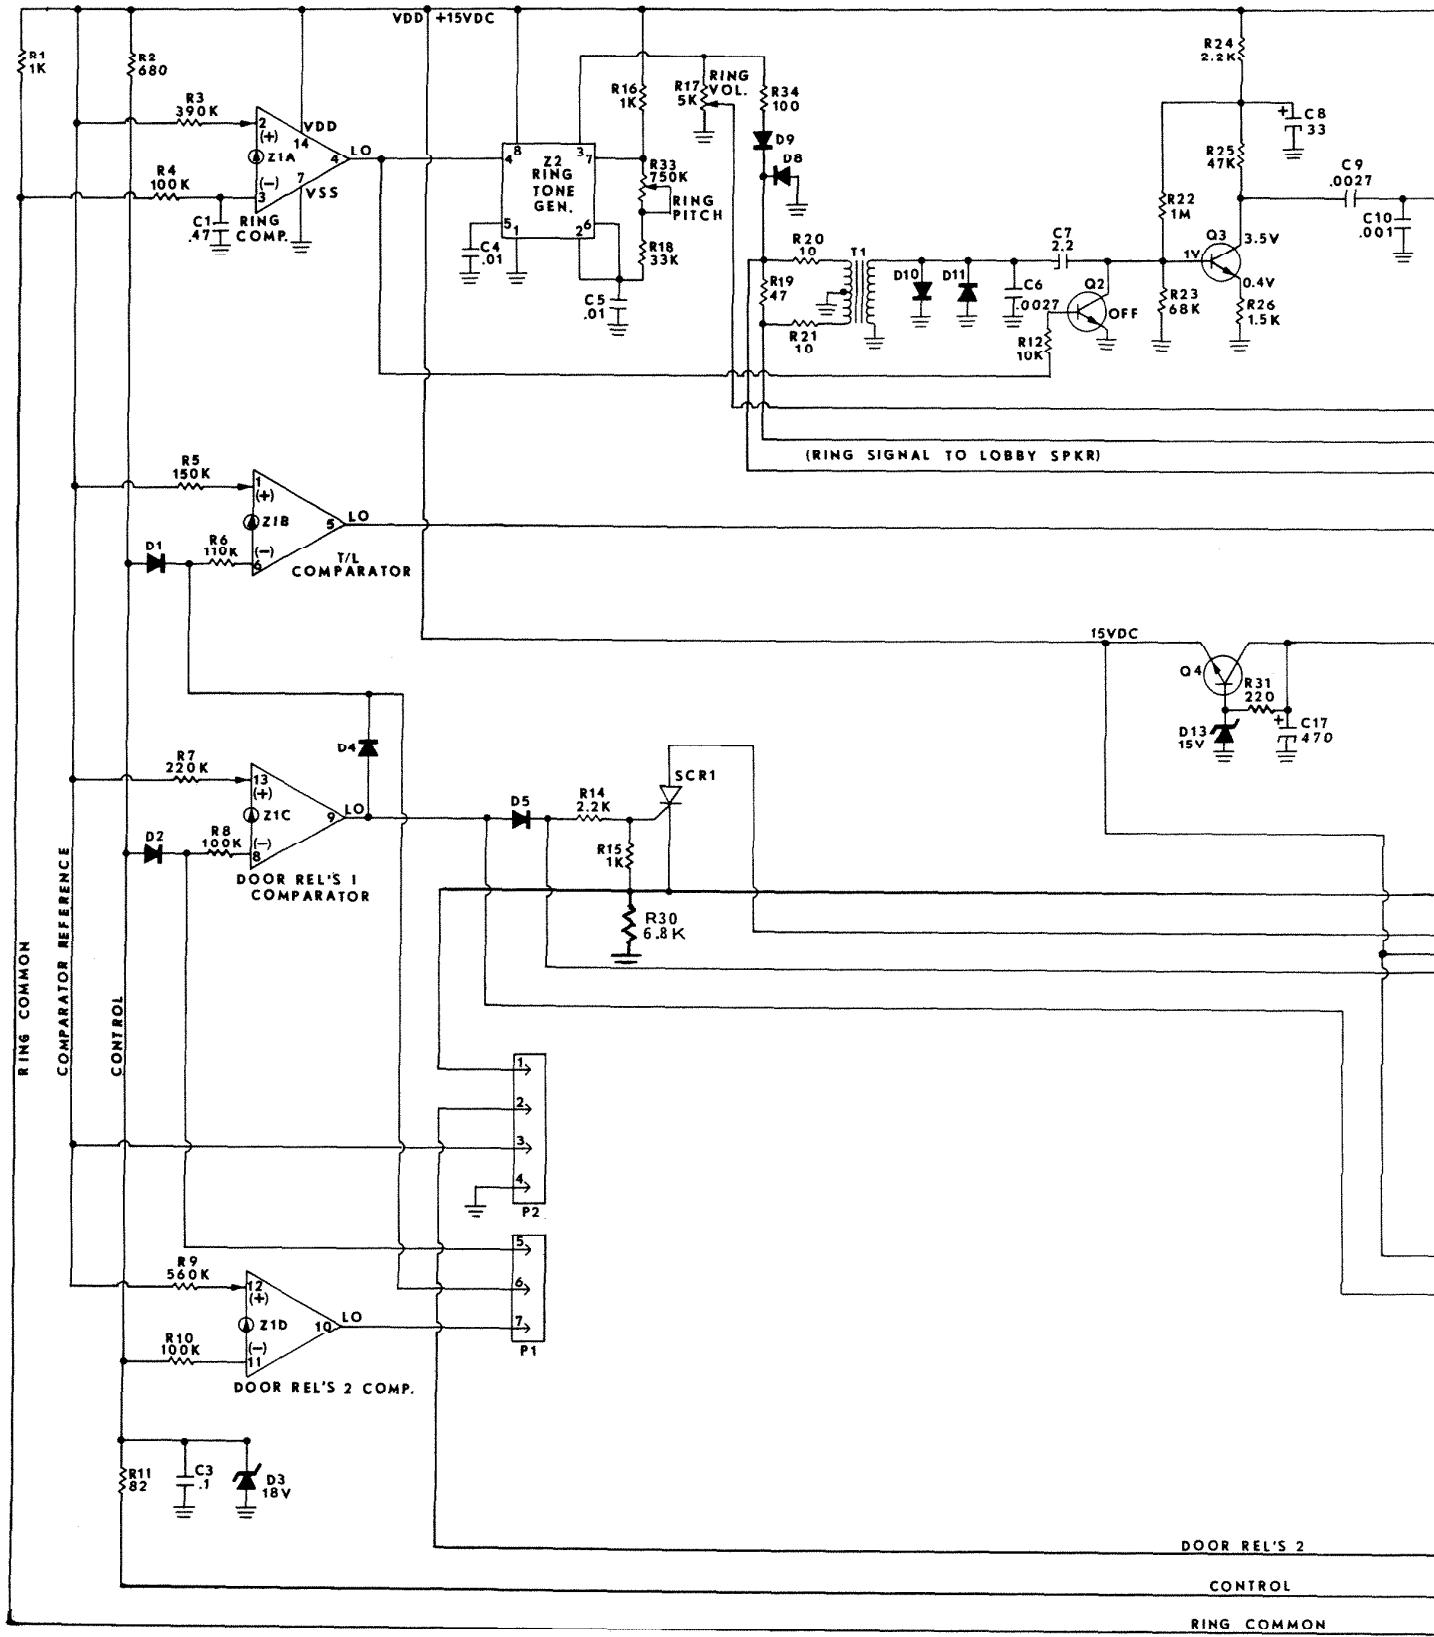 VDD +15VDC
R1
1K
R2
680
R3
390K
2
(+)
VDD
14
Z1A
4
LO
R4
100K
(-)
3
7
VSS
C1
.47
RING
COMP.
4
8
3
7
Z2
RING
TONE
GEN.
5
1
2
6
C4
.01
C5
.01
R16
1K
R33
750K
RING
PITCH
R18
33K
RING
VOL.
R17
5K
R34
100
D9
D8
R20
10
R19
47
R21
10
T1
D10
D11
C6
.0027
C7
2.2
Q2
OFF
R12
10K
R24
2.2K
C8
33
+
R25
47K
C9
.0027
C10
.001
R22
1M
Q3
3.5V
1V
0.4V
R23
68K
R26
1.5K
(RING SIGNAL TO LOBBY SPKR)
R5
150K
1
(+)
Z1B
5
LO
D1
R6
110K
(-)
6
T/L
COMPARATOR
15VDC
Q4
R31
220
D13
15V
+
C17
470
D4
R7
220K
13
(+)
Z1C
9
LO
D2
R8
100K
(-)
8
DOOR REL'S 1
COMPARATOR
D5
R14
2.2K
SCR1
R15
1K
R30
6.8K
RING COMMON
COMPARATOR REFERENCE
CONTROL
1
2
3
4
P2
5
6
7
P1
R9
560K
12
(+)
Z1D
10
LO
R10
100K
(-)
11
DOOR REL'S 2 COMP.
R11
82
C3
.1
D3
18V
DOOR REL'S 2
CONTROL
RING COMMON